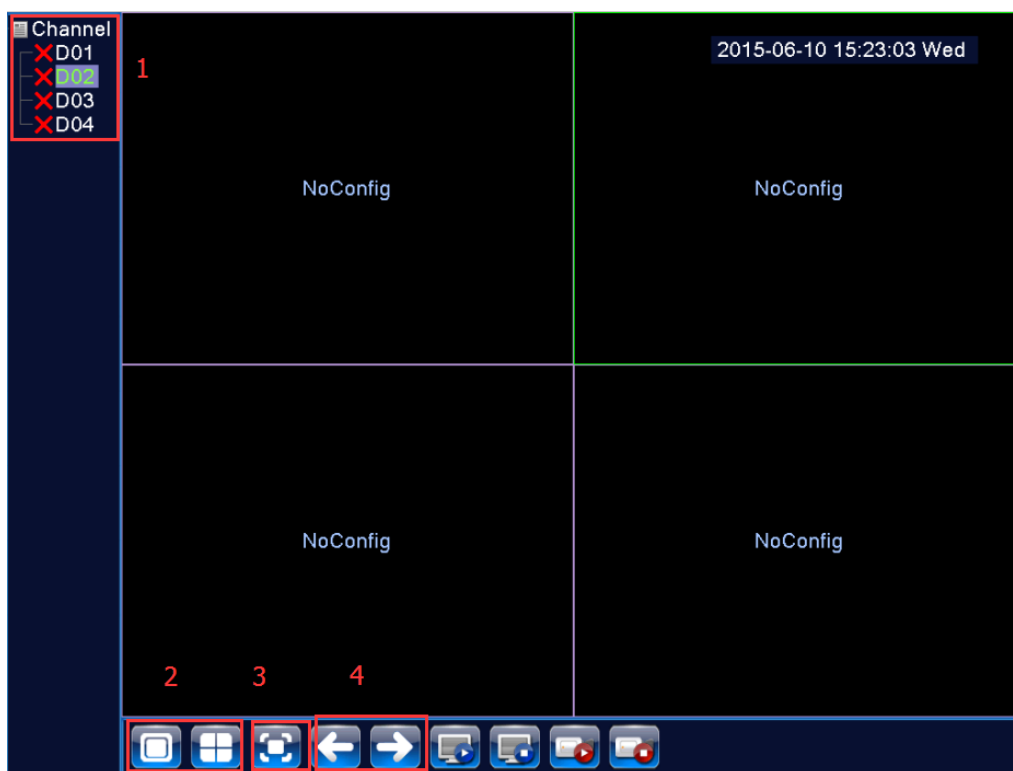 Channel
D01
D02
D03
D04
1
2015-06-10 15:23:03 Wed
NoConfig
NoConfig
NoConfig
NoConfig
2
3
4